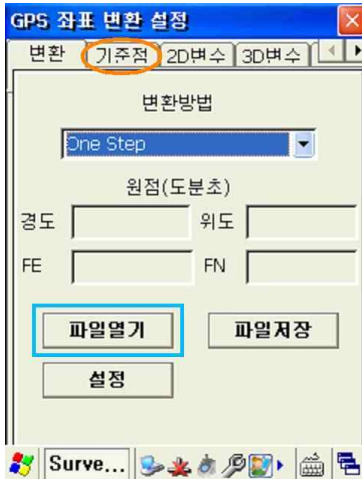 GPS 좌표 변환 설정
변환 기준점 2D변수 3D변수
변환방법
One Step
원점(도분초)
경도 위도
FE FN
파일열기 파일저장
설정
Surve...